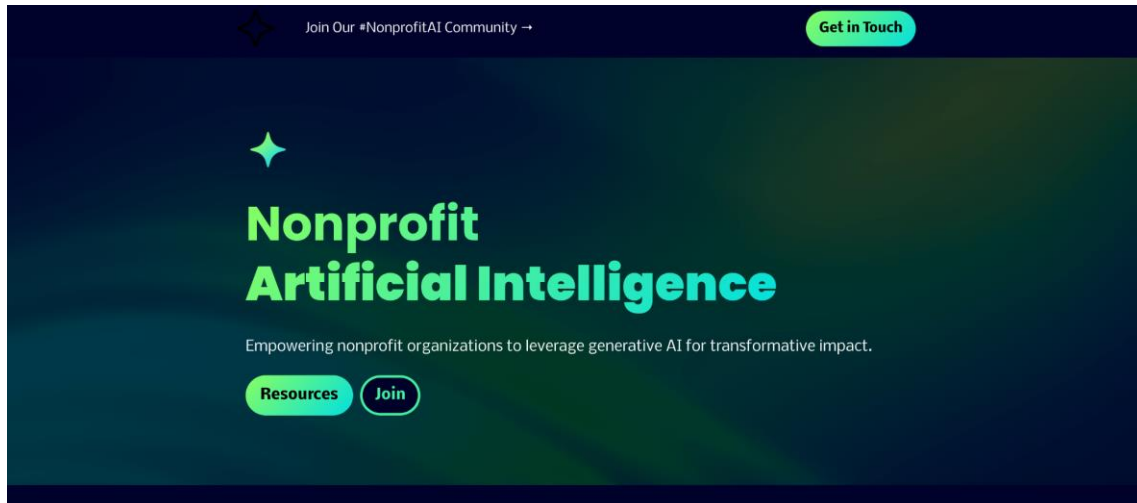 Join Our #NonprofitAI Community →
Get in Touch
Nonprofit
Artificial Intelligence
Empowering nonprofit organizations to leverage generative AI for transformative impact.
Resources
Join